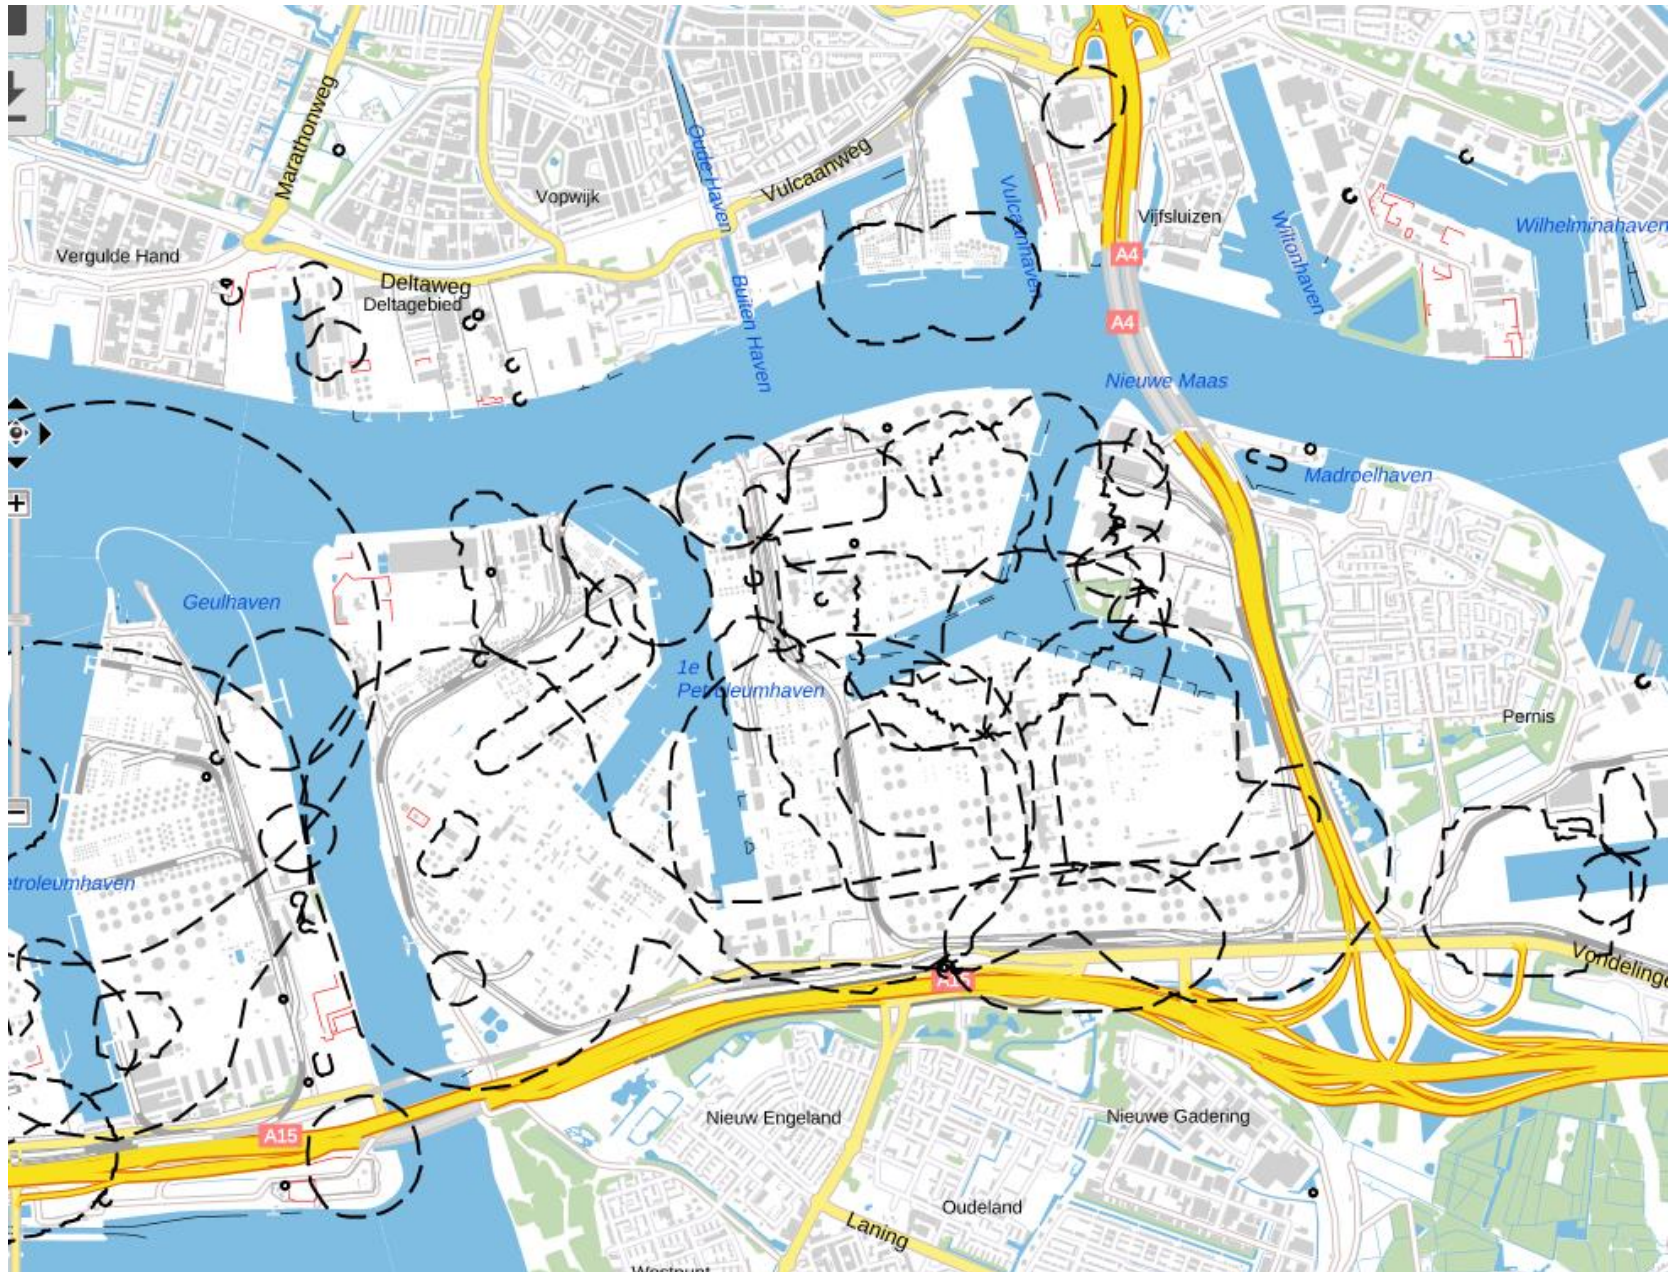 Marathonweg
Oude Haven
Vopwijk
Vulcaanweg
Vulcaanhaven
Vijfsluizen
Wiltonhaven
Wilhelminahaven
Vergulde Hand
Deltaweg
Deltagebied
Buiten Haven
A4
A4
Nieuwe Maas
Madroelhaven
Geulhaven
1e
Petroleumhaven
Pernis
etroleumhaven
Vondelinge
A15
Nieuw Engeland
Nieuwe Gadering
A15
Oudeland
Laning